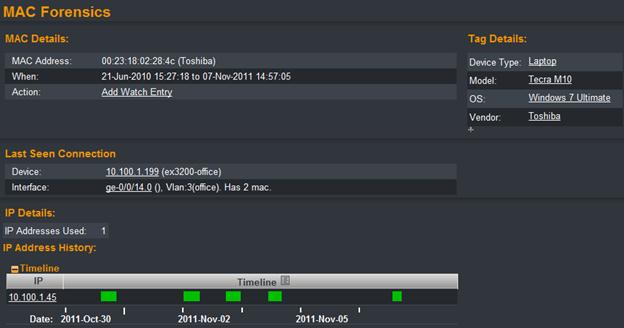 MAC Forensics
MAC Details:
MAC Address: 00:23:18:02:28:4c (Toshiba)
When: 21-Jun-2010 15:27:18 to 07-Nov-2011 14:57:05
Action: Add Watch Entry
Tag Details:
Device Type: Laptop
Model: Tecra M10
OS: Windows 7 Ultimate
Vendor: Toshiba
Last Seen Connection
Device: 10.100.1.199 (ex3200-office)
Interface: ge-0/0/14.0 (), Vlan:3(office). Has 2 mac.
IP Details:
IP Addresses Used: 1
IP Address History:
Timeline
IP Timeline
10.100.1.45
Date: 2011-Oct-30 2011-Nov-02 2011-Nov-05